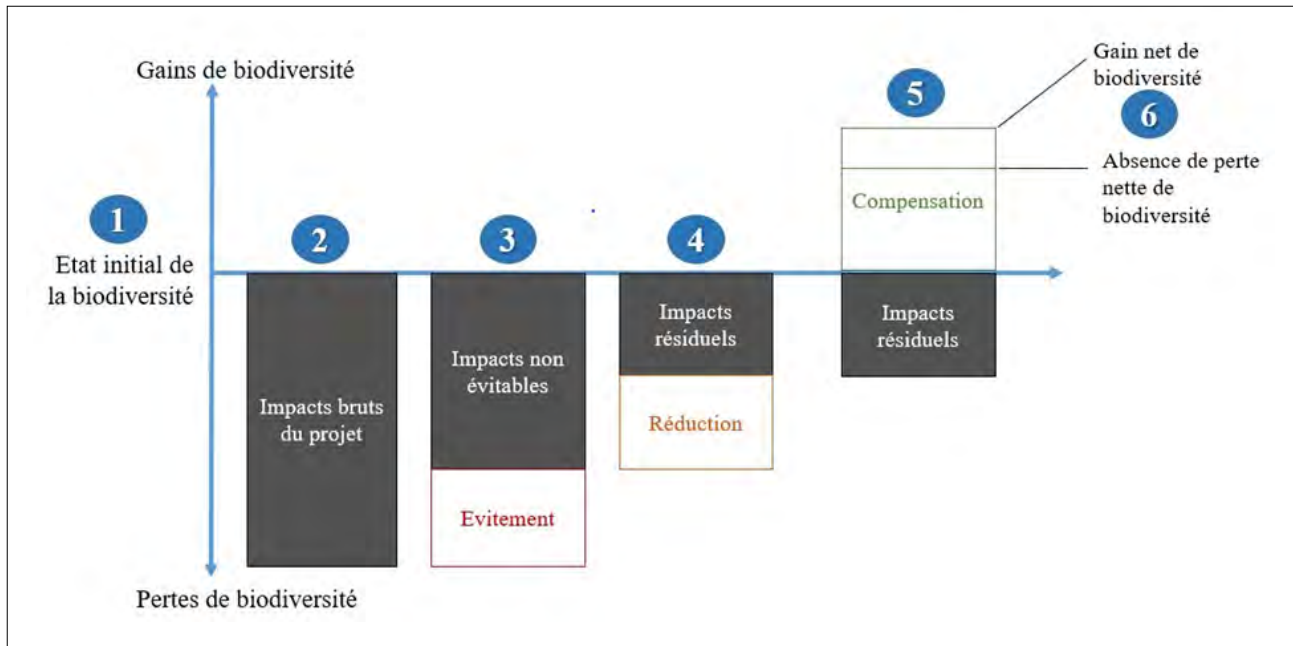 Gains de biodiversité
Gain net de
biodiversité
5
6
Absence de perte
nette de
biodiversité
Compensation
1
Etat initial de
la biodiversité
2
3
4
Impacts bruts
du projet
Impacts non
évitables
Evitement
Impacts
résiduels
Réduction
Impacts
résiduels
Pertes de biodiversité